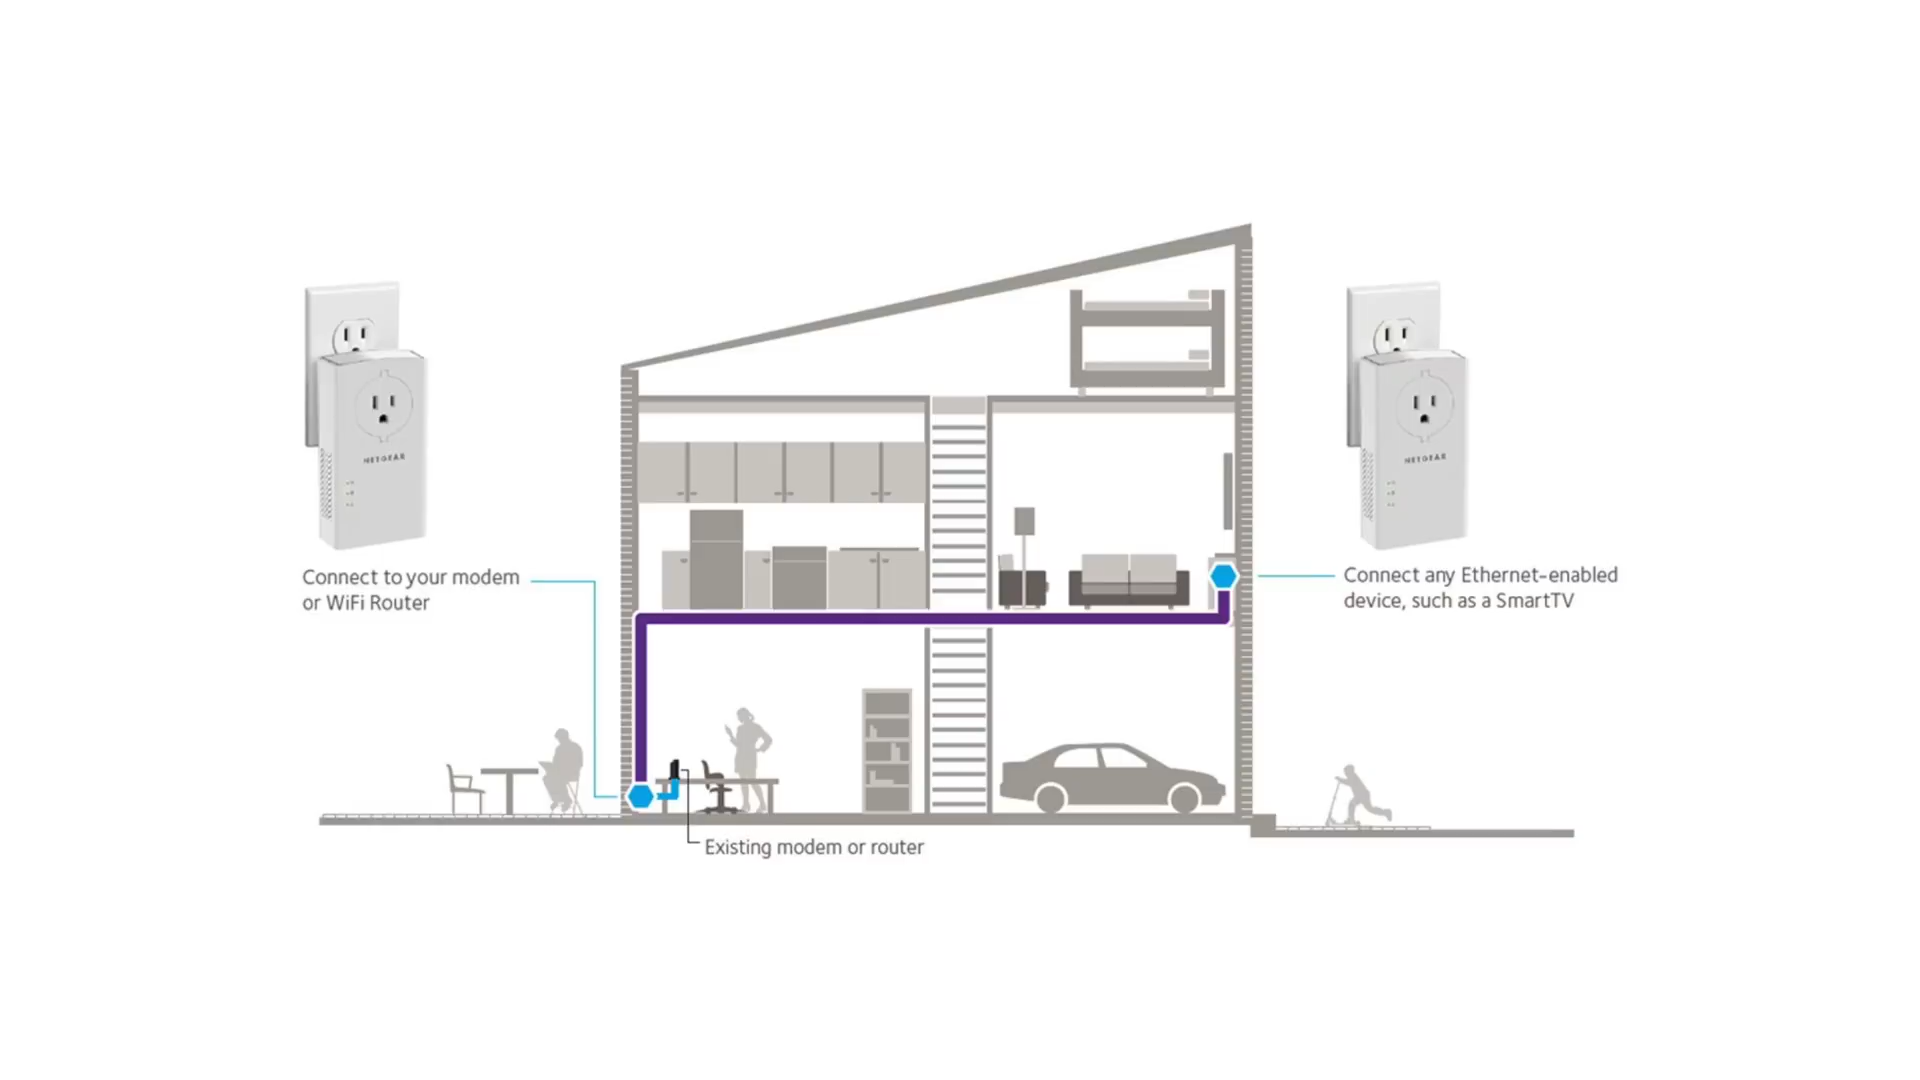 NETGEAR
Connect to your modem
or WiFi Router
NETGEAR
Connect any Ethernet-enabled
device, such as a SmartTV
Existing modem or router